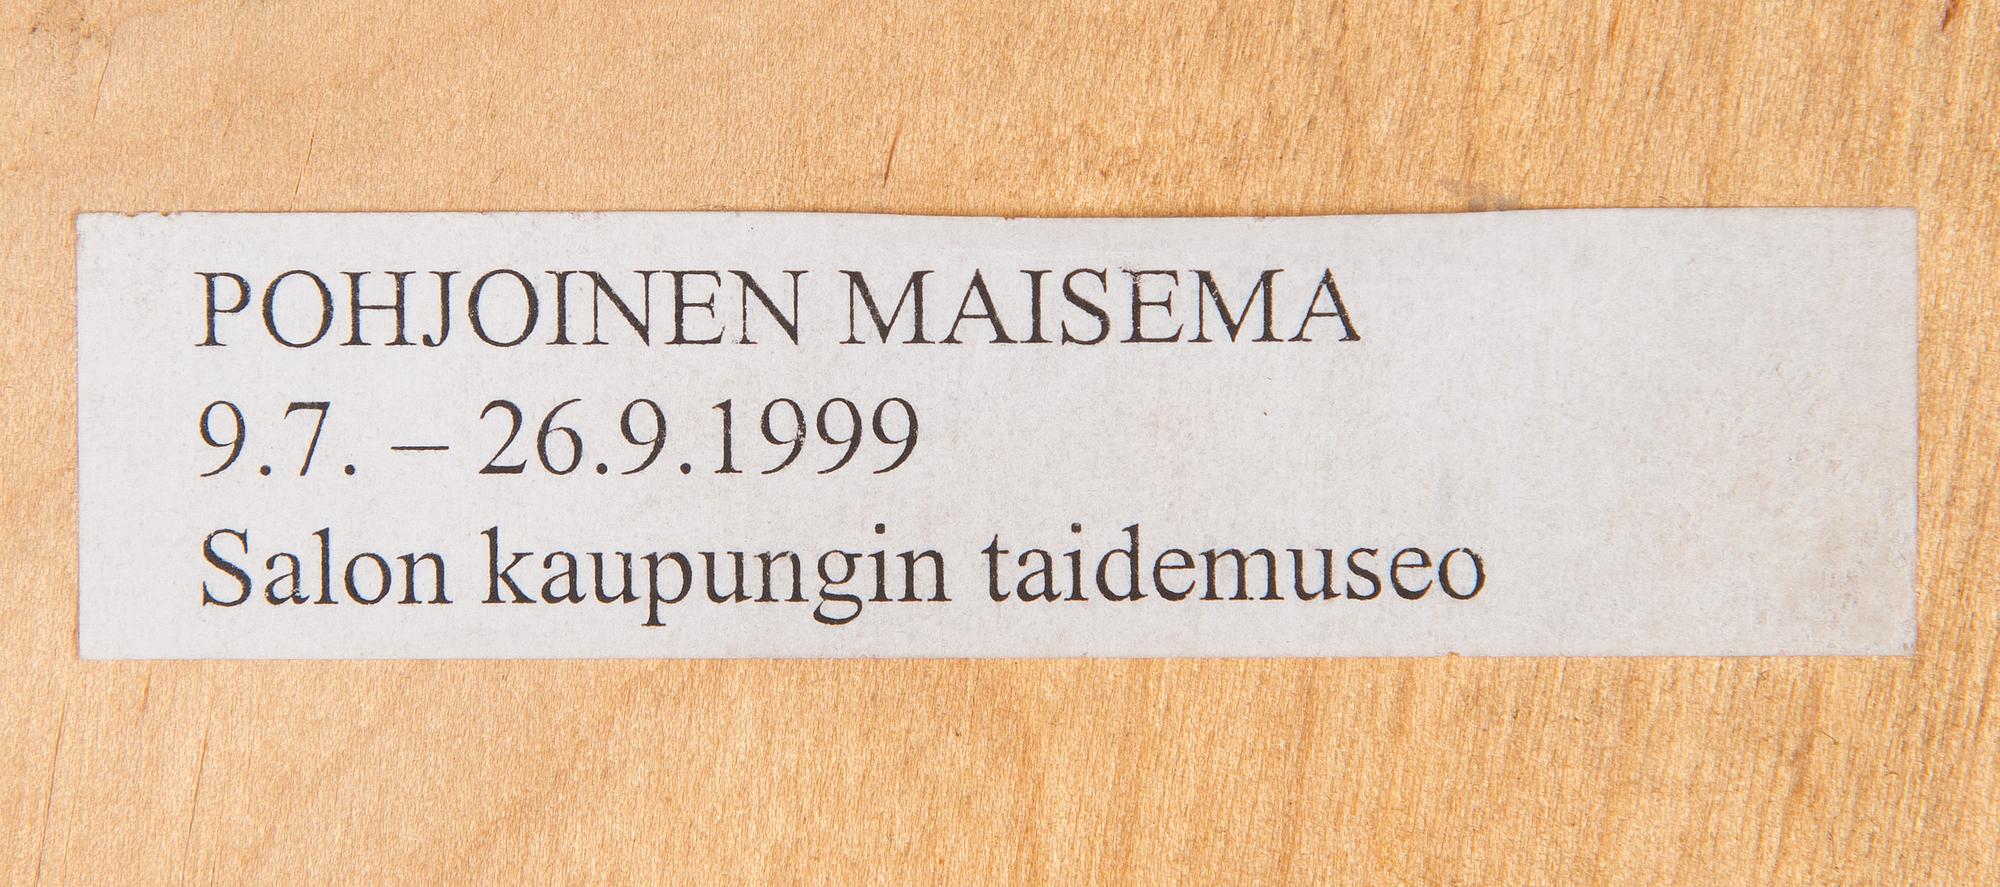 POHJOINEN MAISEMA
9.7. – 26.9.1999
Salon kaupungin taidemuseo